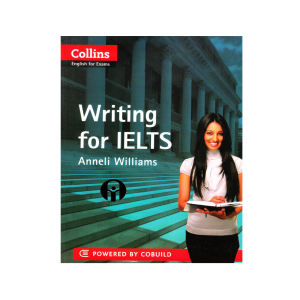 Collins
English for Exams
Writing
for IELTS
Anneli Williams
POWERED BY COBUILD